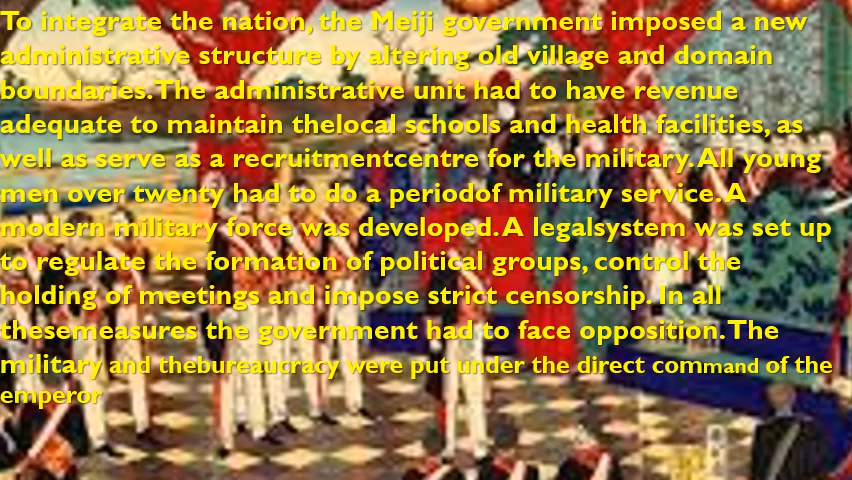 To integrate the nation, the Meiji government imposed a new
administrative structure by altering old village and domain
boundaries.The administrative unit had to have revenue
adequate to maintain thelocal schools and health facilities, as
well as serve as a recruitmentcentre for the military. All young
men over twenty had to do a periodof military service. A
modern military force was developed. A legalsystem was set up
to regulate the formation of political groups, control the
holding of meetings and impose strict censorship. In all
thesemeasures the government had to face opposition. The
military and thebureaucracy were put under the direct command of the
emperor